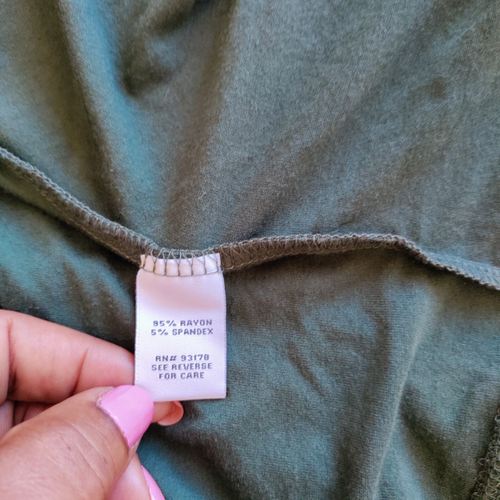 95% RAYON
5% SPANDEX
RN# 93178
SEE REVERSE
FOR CARE